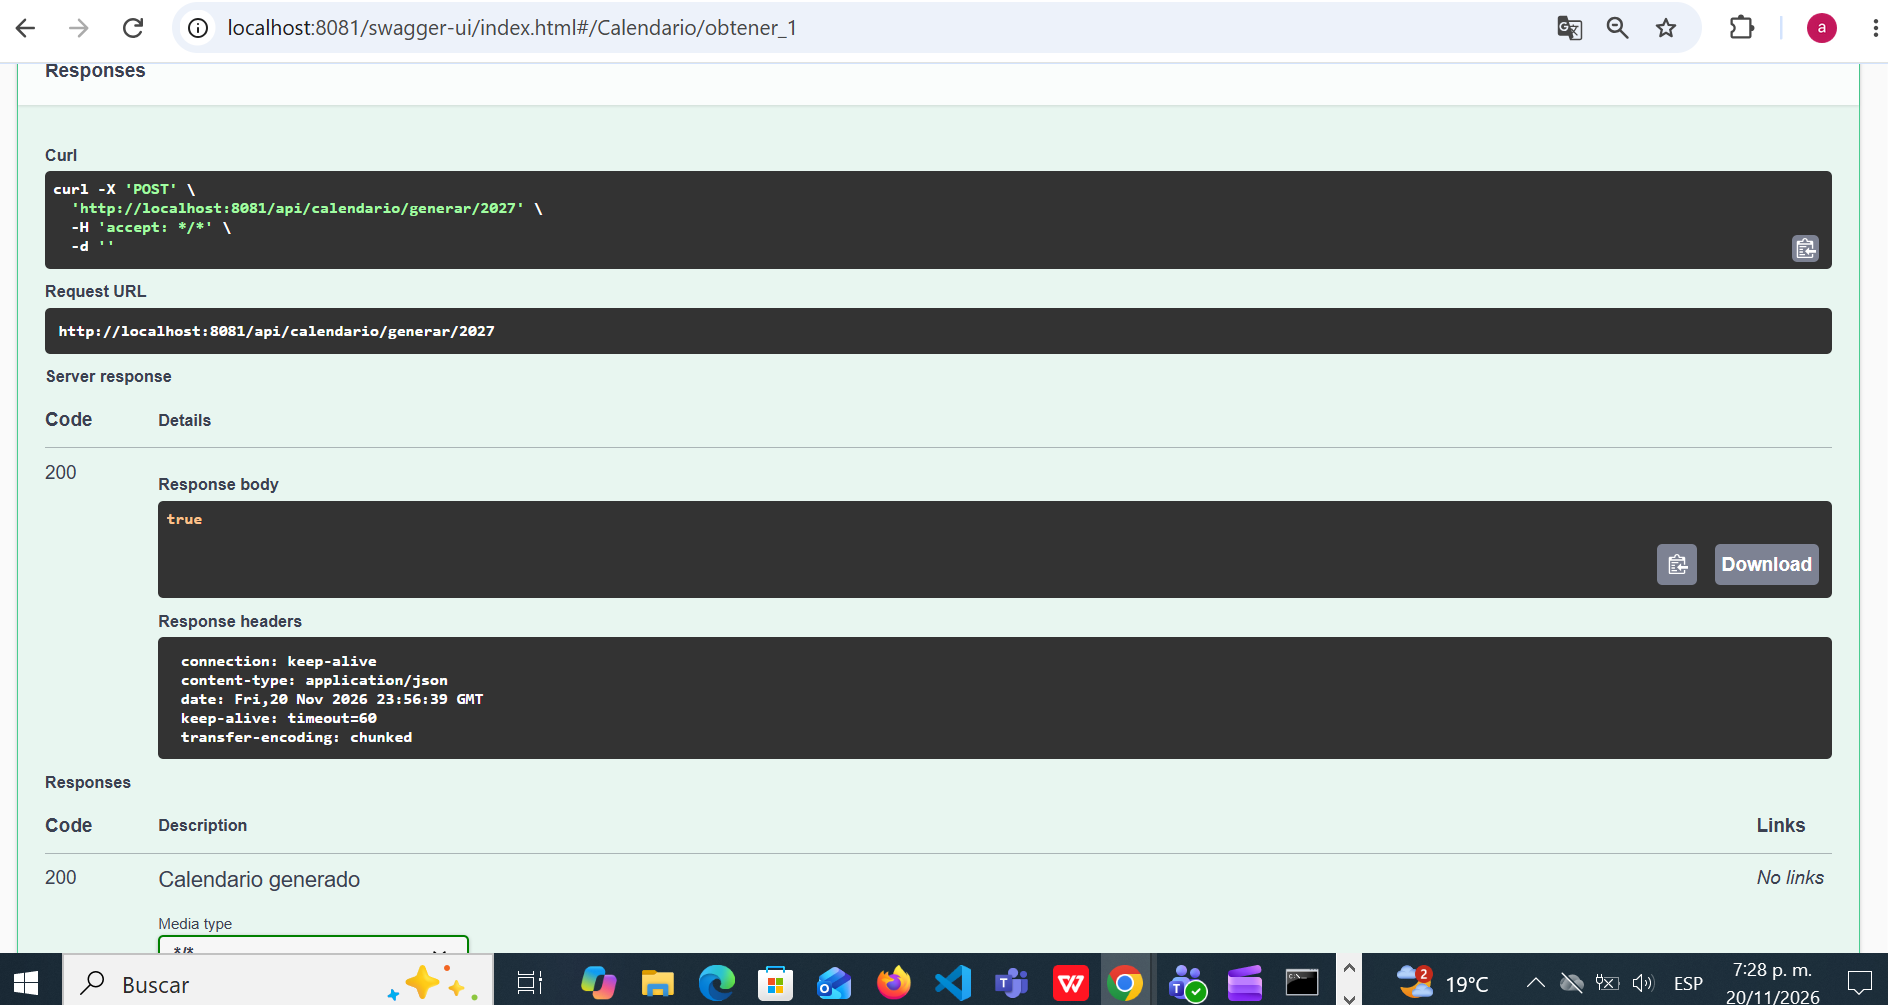 localhost:8081/swagger-ui/index.html#/Calendario/obtener_1
a
Responses
Curl
curl -X 'POST' \
'http://localhost:8081/api/calendario/generar/2027' \
-H 'accept: */*' \
-d ''
Request URL
http://localhost:8081/api/calendario/generar/2027
Server response
Code Details
200
Response body
true
Download
Response headers
connection: keep-alive
content-type: application/json
date: Fri,20 Nov 2026 23:56:39 GMT
keep-alive: timeout=60
transfer-encoding: chunked
Responses
Code Description Links
200 Calendario generado No links
Media type
*/*
Buscar
2
19°C
ESP
7:28 p. m.
20/11/2026